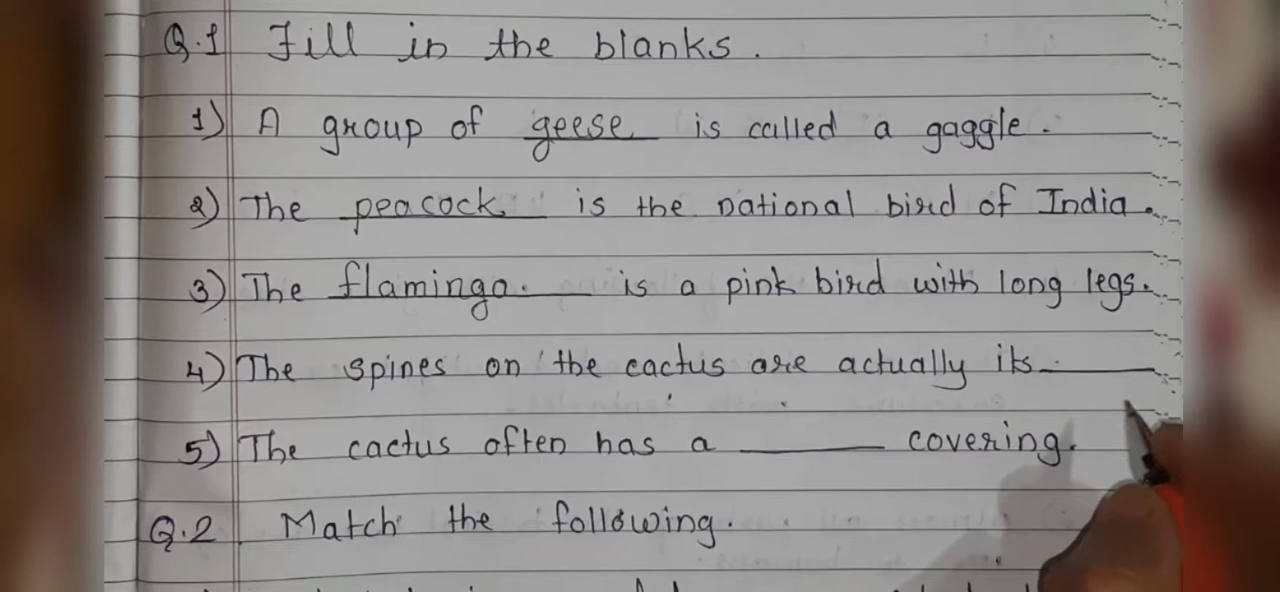 Q.1 Fill in the blanks.
1) A group of geese is called a gaggle.
2) The peacock is the national bird of India.
3) The flamingo. is a pink bird with long legs.
4) The spines on the cactus are actually its
5) The cactus often has a ______ covering.
Q.2 Match the following.